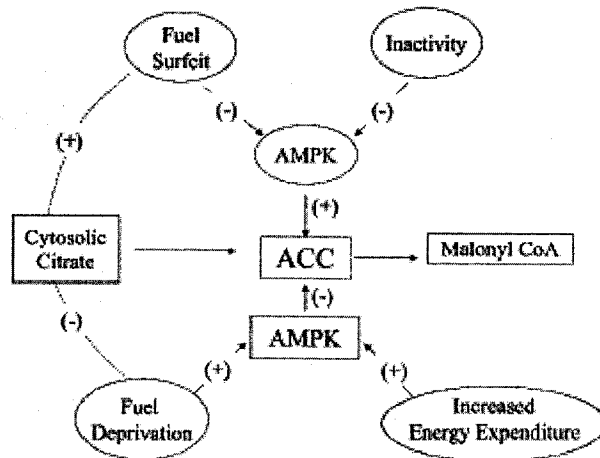 Fuel
Surfeit
Inactivity
(-)
(-)
(+)
AMPK
(+)
Cytosolic
Citrate
ACC
Malonyl CoA
(-)
(-)
AMPK
(+)
(+)
Fuel
Deprivation
Increased
Energy Expenditure